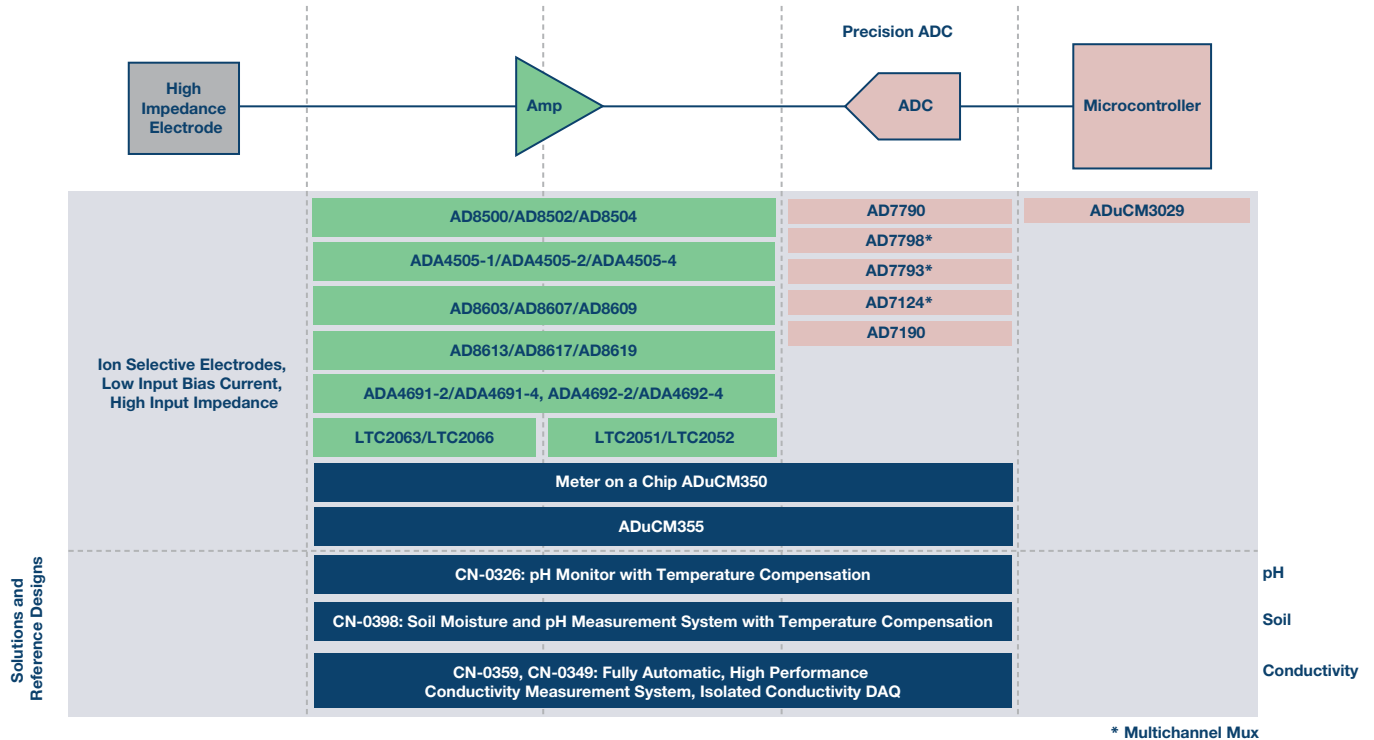 Precision ADC
High
Impedance
Electrode
Amp
ADC
Microcontroller
AD8500/AD8502/AD8504
AD7790
ADuCM3029
AD7798*
ADA4505-1/ADA4505-2/ADA4505-4
AD7793*
AD8603/AD8607/AD8609
AD7124*
AD7190
AD8613/AD8617/AD8619
Ion Selective Electrodes,
Low Input Bias Current,
High Input Impedance
ADA4691-2/ADA4691-4, ADA4692-2/ADA4692-4
LTC2063/LTC2066
LTC2051/LTC2052
Meter on a Chip ADuCM350
ADuCM355
Solutions and
Reference Designs
CN-0326: pH Monitor with Temperature Compensation
pH
CN-0398: Soil Moisture and pH Measurement System with Temperature Compensation
Soil
CN-0359, CN-0349: Fully Automatic, High Performance
Conductivity Measurement System, Isolated Conductivity DAQ
Conductivity
* Multichannel Mux